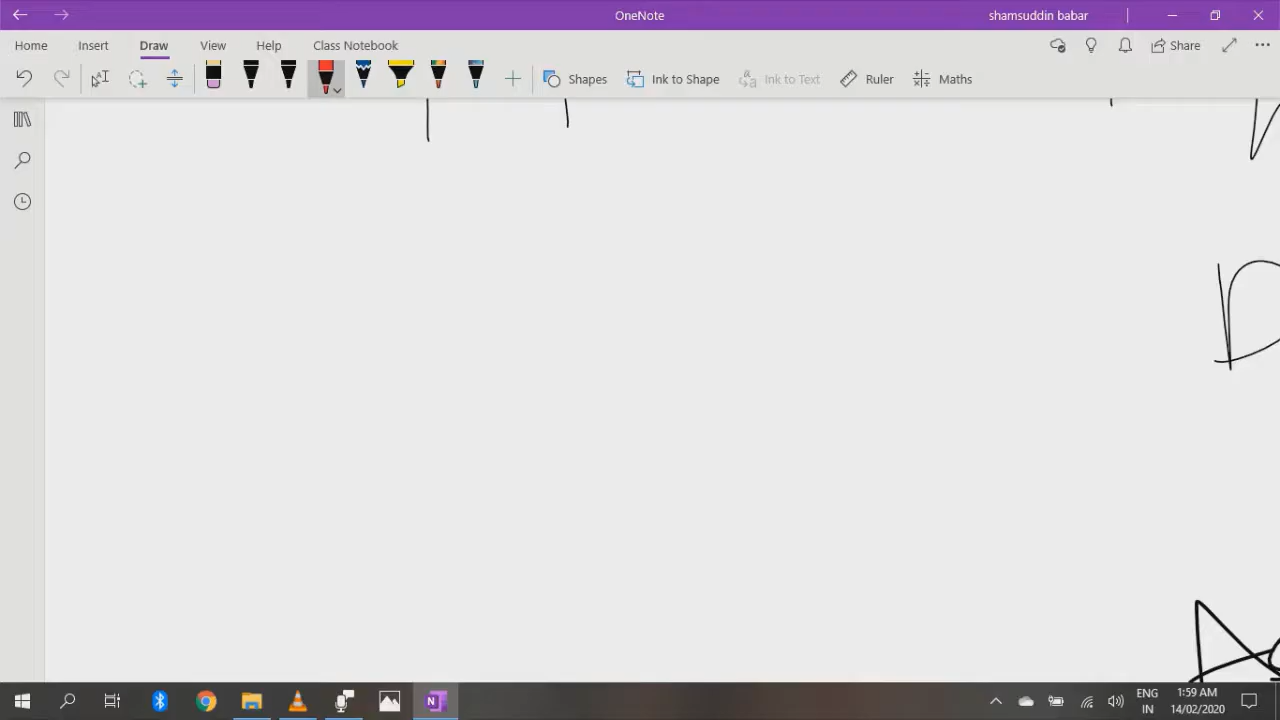 OneNote
shamsuddin babar
Home Insert Draw View Help Class Notebook
Share
Shapes Ink to Shape Ink to Text Ruler Maths
D
ENG
IN
1:59 AM
14/02/2020